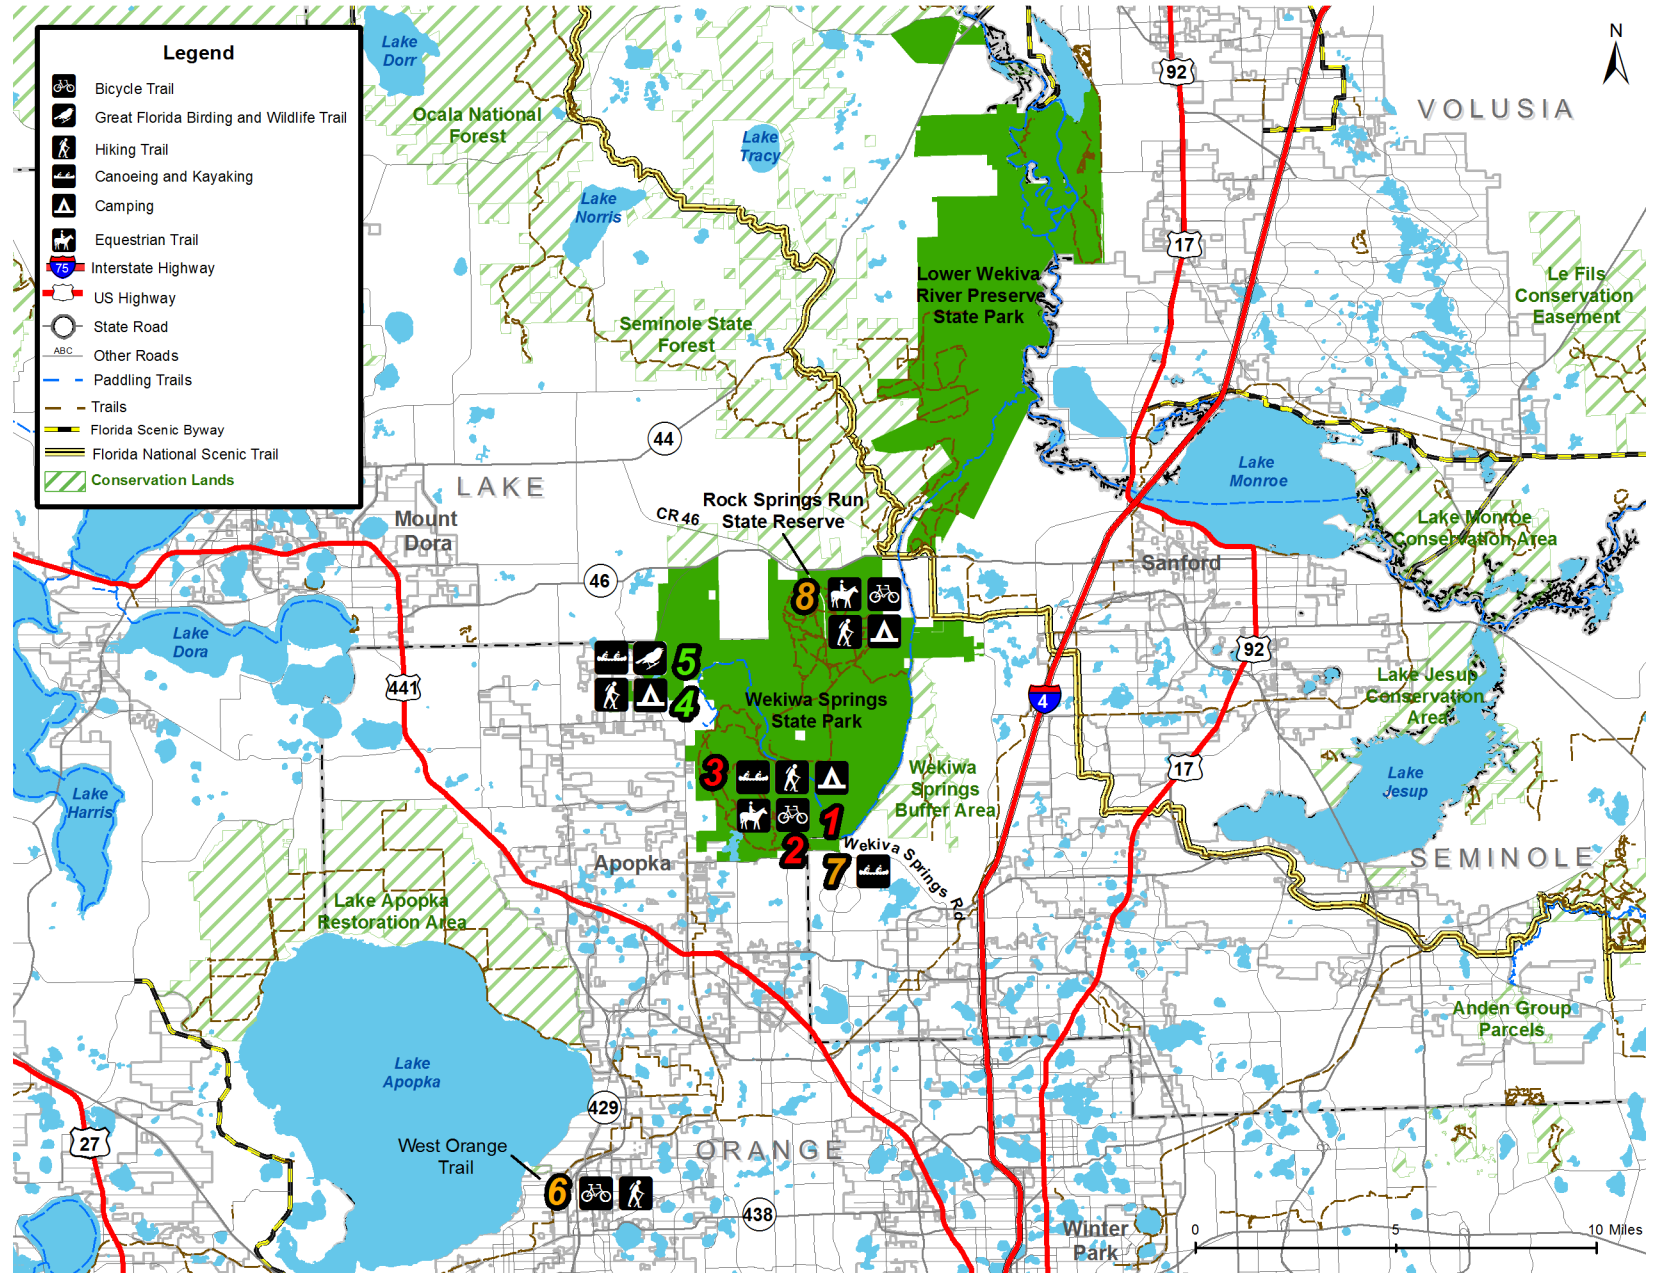 Legend
Bicycle Trail
Great Florida Birding and Wildlife Trail
Hiking Trail
Canoeing and Kayaking
Camping
Equestrian Trail
75
Interstate Highway
US Highway
State Road
ABC
Other Roads
Paddling Trails
Trails
Florida Scenic Byway
Florida National Scenic Trail
Conservation Lands
N
Lake
Dorr
Ocala National
Forest
Lake
Tracy
Lake
Norris
92
VOLUSIA
17
Lower Wekiva
River Preserve
State Park
Le Fils
Conservation
Easement
Seminole State
Forest
44
LAKE
Lake
Monroe
Rock Springs Run
State Reserve
CR 46
Mount
Dora
Lake Monroe
Conservation Area
Sanford
46
8
Lake
Dora
5
4
441
92
Wekiwa Springs
State Park
4
Lake Jesup
Conservation
Area
3
17
Wekiwa
Springs
Buffer Area
Lake
Jesup
Lake
Harris
1
2
7
Wekiva Springs Rd
Apopka
SEMINOLE
Lake Apopka
Restoration Area
Anden Group
Parcels
Lake
Apopka
429
27
West Orange
Trail
ORANGE
6
438
Winter
Park
0 5 10 Miles